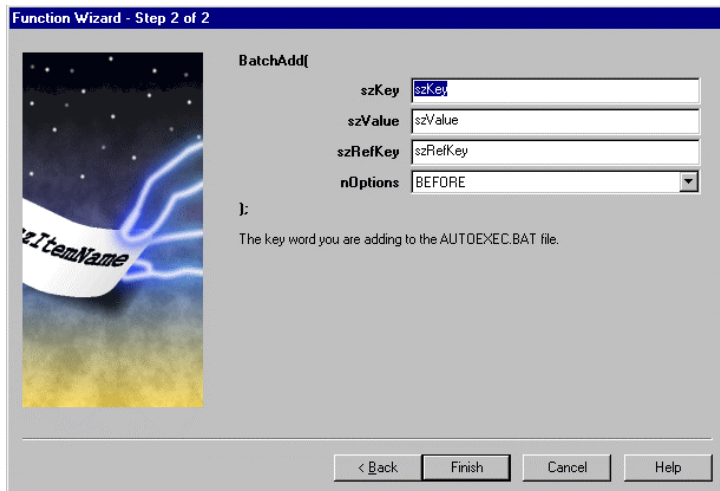 Function Wizard - Step 2 of 2
BatchAdd(
szKey szKey
szValue szValue
szRefKey szRefKey
nOptions BEFORE
);
The key word you are adding to the AUTOEXEC.BAT file.
szItemName
< Back Finish Cancel Help